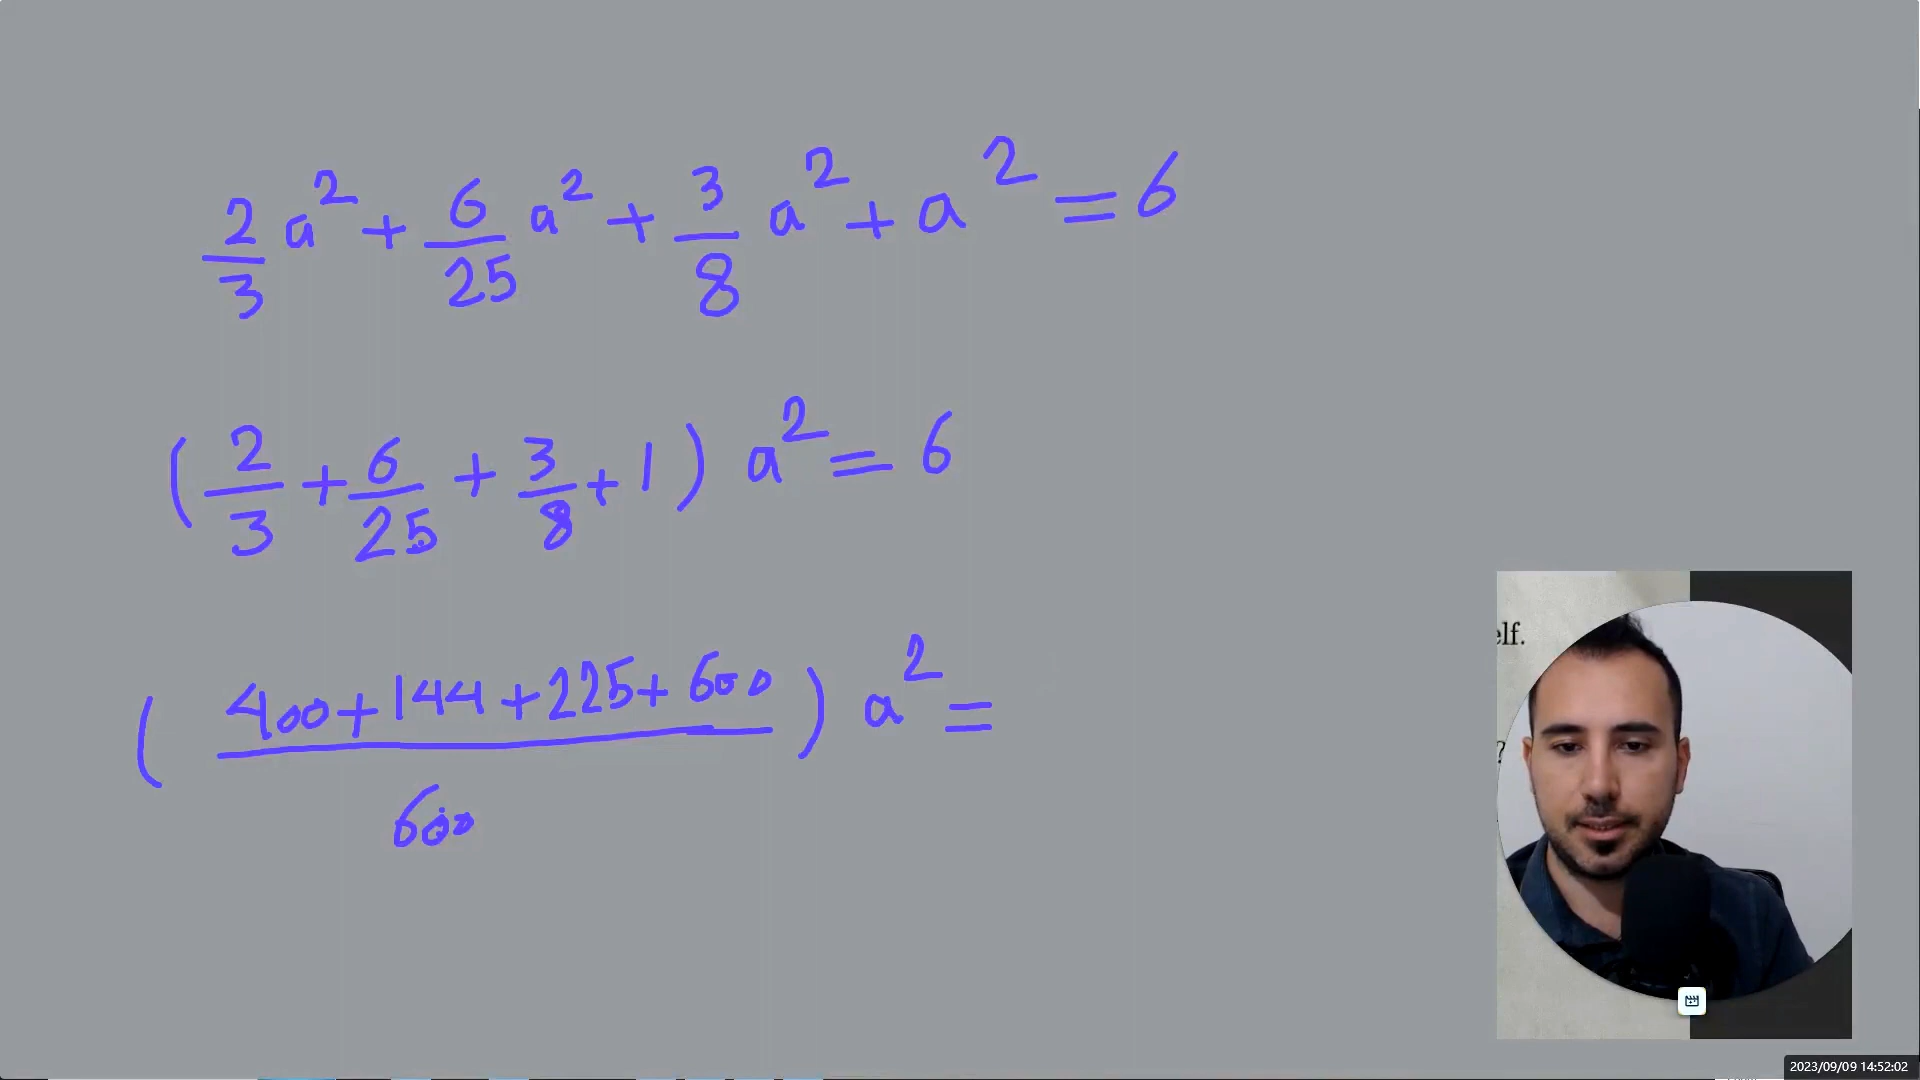 2/3 a² + 6/25 a² + 3/8 a² + a² = 6
(2/3 + 6/25 + 3/8 + 1) a² = 6
(400 + 144 + 225 + 600 / 600) a² =
elf.
?
2023/09/09 14:52:02